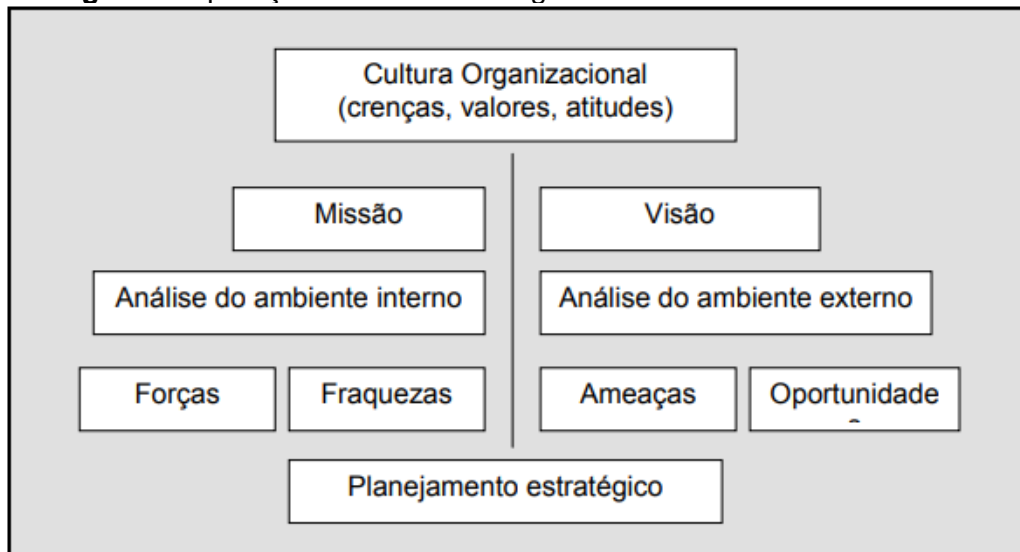 Cultura Organizacional
(crenças, valores, atitudes)
Missão
Visão
Análise do ambiente interno
Análise do ambiente externo
Forças
Fraquezas
Ameaças
Oportunidade
Planejamento estratégico